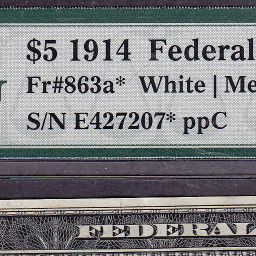 $5 1914 Federal
Fr#863a* White | Me
S/N E427207* ppC
FEDERAL